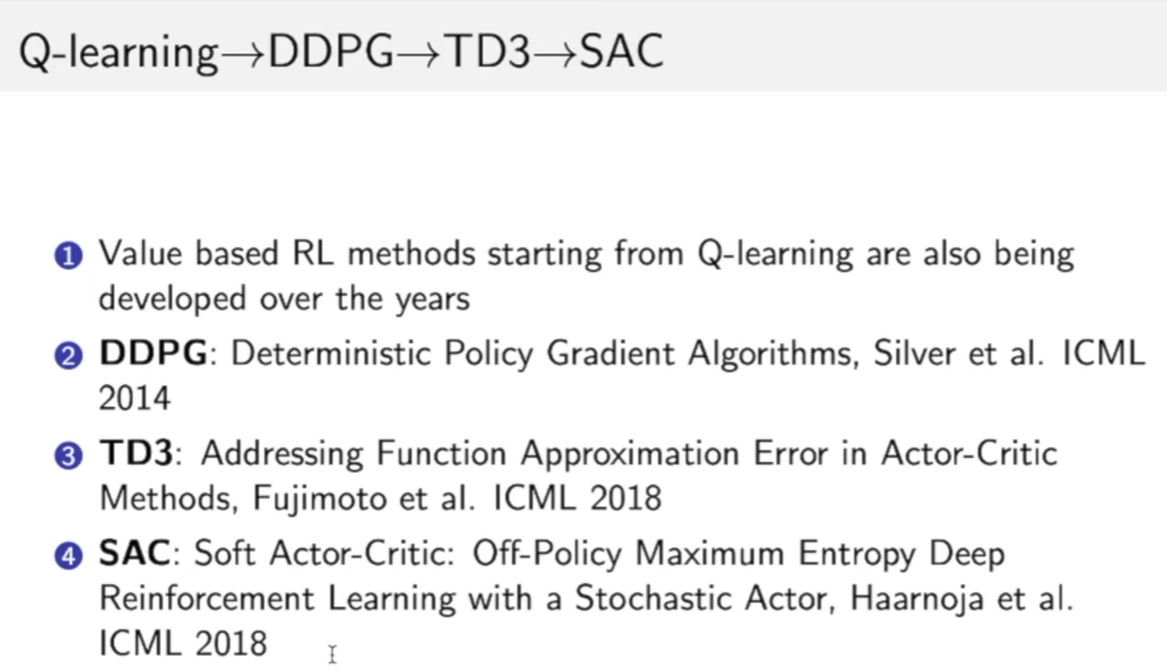 Q-learning→DDPG→TD3→SAC
1 Value based RL methods starting from Q-learning are also being
developed over the years
2 DDPG: Deterministic Policy Gradient Algorithms, Silver et al. ICML
2014
3 TD3: Addressing Function Approximation Error in Actor-Critic
Methods, Fujimoto et al. ICML 2018
4 SAC: Soft Actor-Critic: Off-Policy Maximum Entropy Deep
Reinforcement Learning with a Stochastic Actor, Haarnoja et al.
ICML 2018